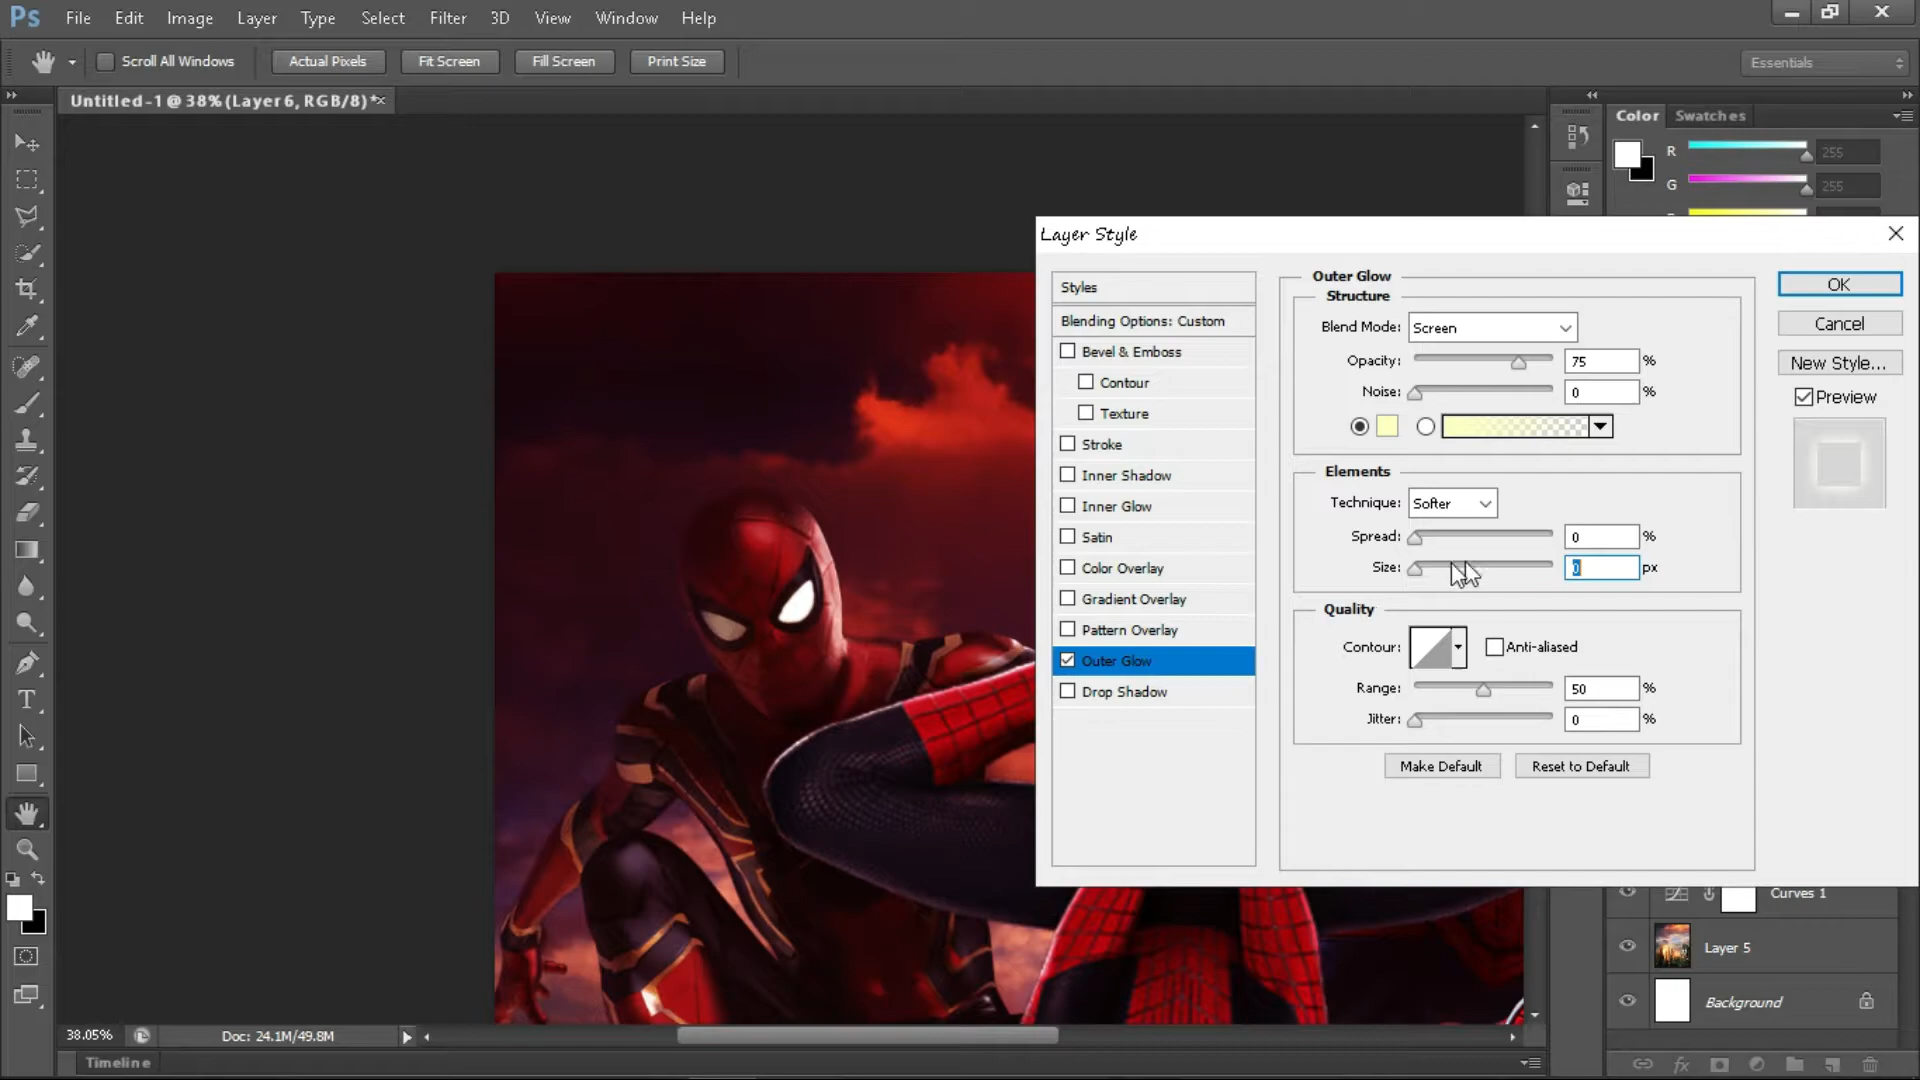 Ps File Edit Image Layer Type Select Filter 3D View Window Help
Scroll All Windows Actual Pixels Fit Screen Fill Screen Print Size Essentials
Untitled-1 @ 38% (Layer 6, RGB/8) *
Color Swatches
R 255
G 255
Layer Style
Styles
Blending Options: Custom
Bevel & Emboss
Contour
Texture
Stroke
Inner Shadow
Inner Glow
Satin
Color Overlay
Gradient Overlay
Pattern Overlay
Outer Glow
Drop Shadow
Outer Glow
Structure
Blend Mode: Screen
Opacity: 75 %
Noise: 0 %
Elements
Technique: Softer
Spread: 0 %
Size: 0 px
Quality
Contour: Anti-aliased
Range: 50 %
Jitter: 0 %
Make Default Reset to Default
OK
Cancel
New Style...
Preview
Curves 1
Layer 5
Background
38.05% Doc: 24.1M/49.8M
Timeline